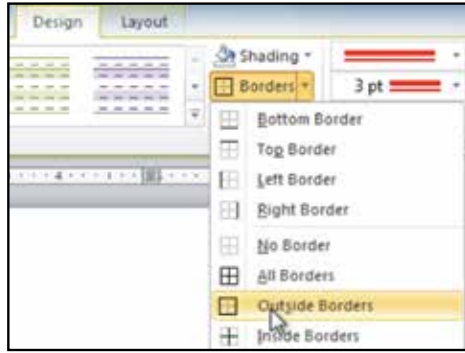 Design Layout
Shading
Borders 3 pt
Bottom Border
Top Border
Left Border
Right Border
No Border
All Borders
Outside Borders
Inside Borders
4